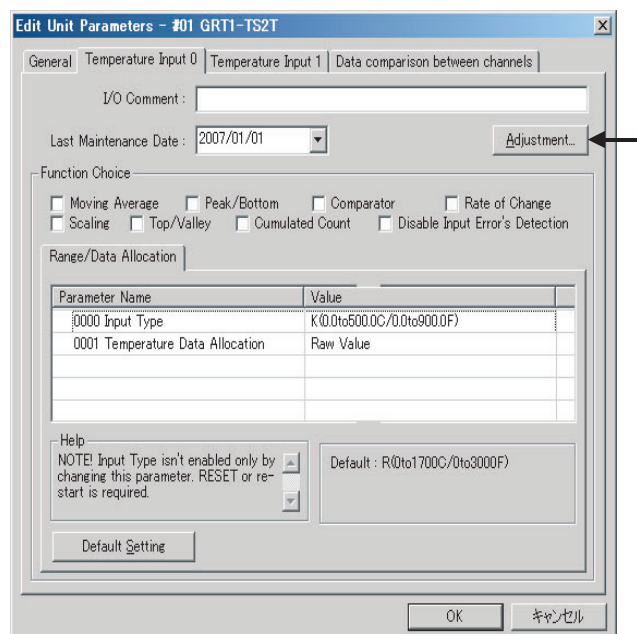 Edit Unit Parameters - #01 GRT1-TS2T
General Temperature Input 0 Temperature Input 1 Data comparison between channels
I/O Comment :
Last Maintenance Date : 2007/01/01 Adjustment...
Function Choice
Moving Average Peak/Bottom Comparator Rate of Change
Scaling Top/Valley Cumulated Count Disable Input Error's Detection
Range/Data Allocation
Parameter Name Value
0000 Input Type K(0.0to500.0C/0.0to900.0F)
0001 Temperature Data Allocation Raw Value
Help
NOTE! Input Type isn't enabled only by
changing this parameter. RESET or re-
start is required.
Default : R(0to1700C/0to3000F)
Default Setting
OK キャンセル